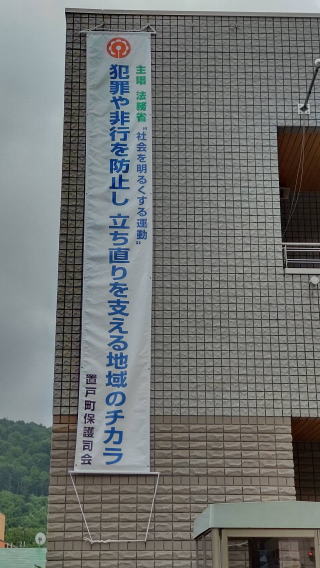 主唱 法務省 "社会を明るくする運動"
犯罪や非行を防止し 立ち直りを支える地域のチカラ
置戸町保護司会